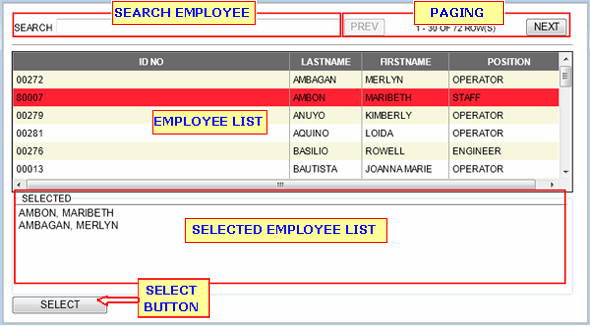 SEARCH EMPLOYEE
PAGING
SEARCH
PREV 1 - 30 OF 72 ROW(S) NEXT
ID NO LASTNAME FIRSTNAME POSITION
00272 AMBAGAN MERLYN OPERATOR
80007 AMBON MARIBETH STAFF
00279 ANUYO KIMBERLY OPERATOR
EMPLOYEE LIST
00281 AQUINO LOIDA OPERATOR
00276 BASILIO ROWELL ENGINEER
00013 BAUTISTA JOANNA MARIE OPERATOR
SELECTED
AMBON, MARIBETH
AMBAGAN, MERLYN
SELECTED EMPLOYEE LIST
SELECT
SELECT
BUTTON